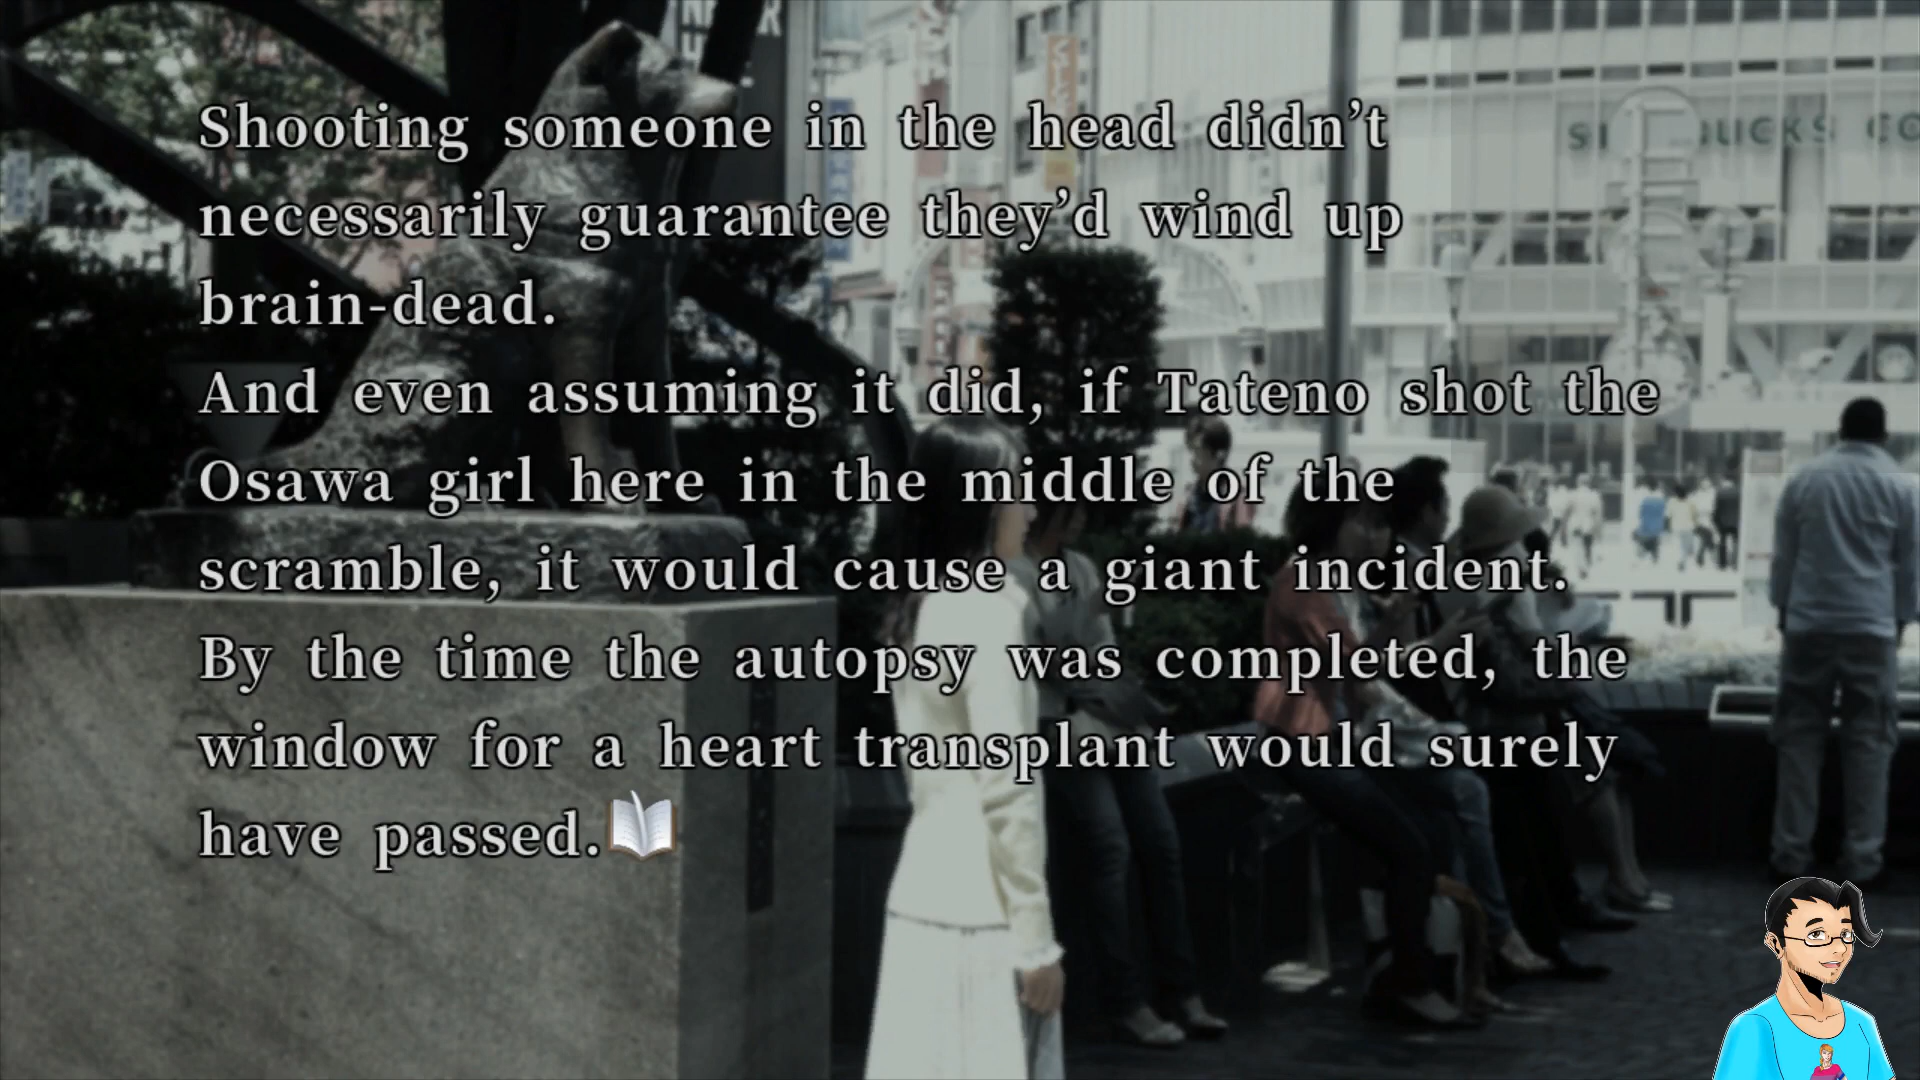 Shooting someone in the head didn’t
necessarily guarantee they’d wind up
brain-dead.
And even assuming it did, if Tateno shot the
Osawa girl here in the middle of the
scramble, it would cause a giant incident.
By the time the autopsy was completed, the
window for a heart transplant would surely
have passed.